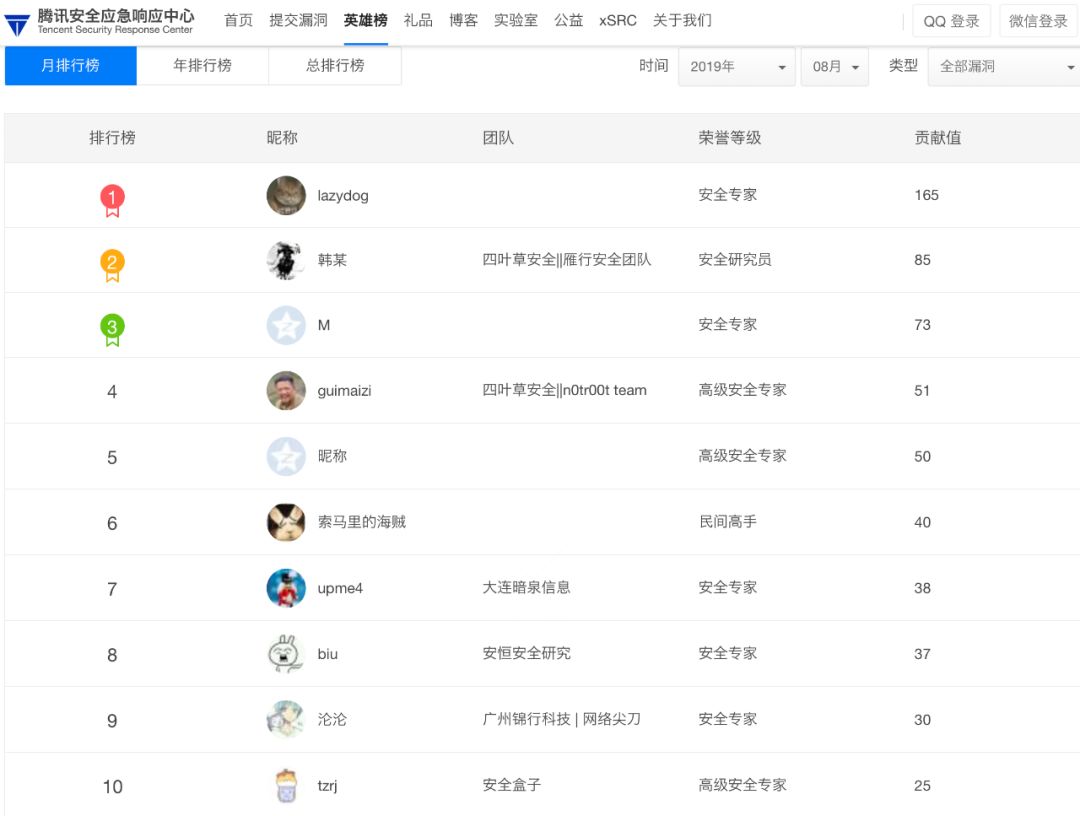 腾讯安全应急响应中心
Tencent Security Response Center
首页 提交漏洞 英雄榜 礼品 博客 实验室 公益 xSRC 关于我们 QQ 登录 微信登录
月排行榜 年排行榜 总排行榜 时间 2019年 08月 类型 全部漏洞
排行榜 昵称 团队 荣誉等级 贡献值
1 lazydog 安全专家 165
2 韩某 四叶草安全||雁行安全团队 安全研究员 85
3 M 安全专家 73
4 guimaizi 四叶草安全||n0tr00t team 高级安全专家 51
5 昵称 高级安全专家 50
6 索马里的海贼 民间高手 40
7 upme4 大连暗泉信息 安全专家 38
8 biu 安恒安全研究 安全专家 37
9 沦沦 广州锦行科技 | 网络尖刀 安全专家 30
10 tzrj 安全盒子 高级安全专家 25